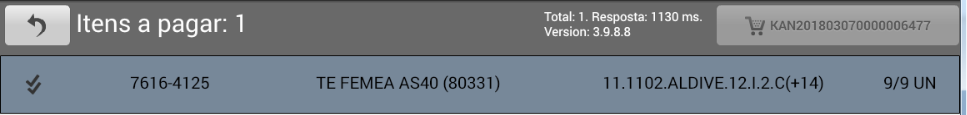 Itens a pagar: 1
Total: 1. Resposta: 1130 ms.
Version: 3.9.8.8
KAN201803070000006477
7616-4125 TE FEMEA AS40 (80331) 11.1102.ALDIVE.12.I.2.C(+14) 9/9 UN